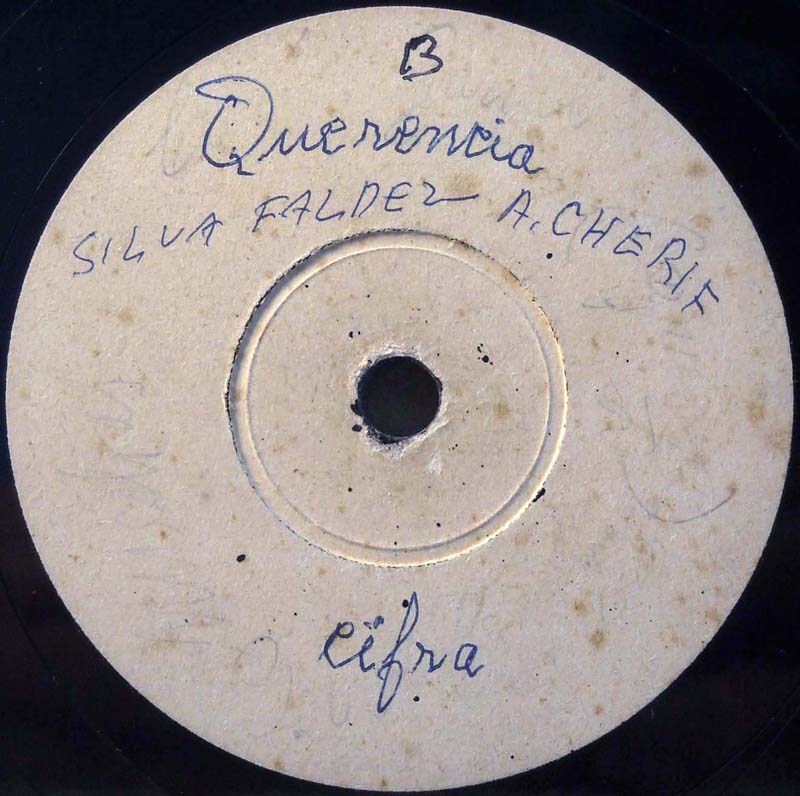 B
Querencia
SILVA FALDEZ A. CHERIF
cifra